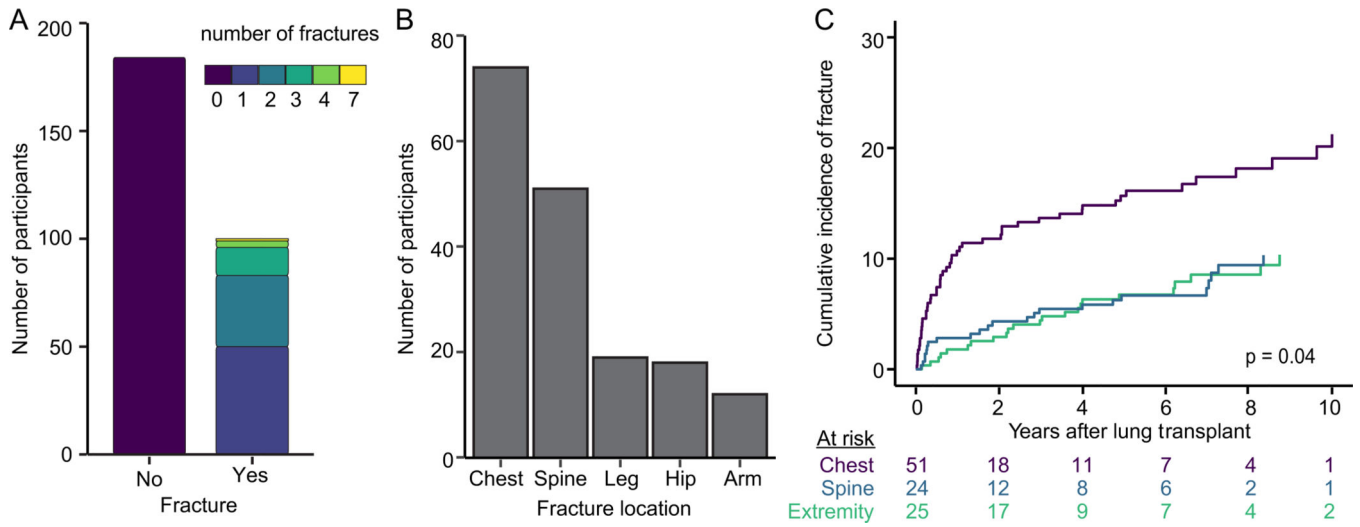 A
Number of participants
200
150
100
50
0
number of fractures
0 1 2 3 4 7
No Yes
Fracture
B
Number of participants
80
60
40
20
0
Chest Spine Leg Hip Arm
Fracture location
C
Cumulative incidence of fracture
30
20
10
0
p = 0.04
0 2 4 6 8 10
Years after lung transplant
At risk
Chest 51 18 11 7 4 1
Spine 24 12 8 6 2 1
Extremity 25 17 9 7 4 2